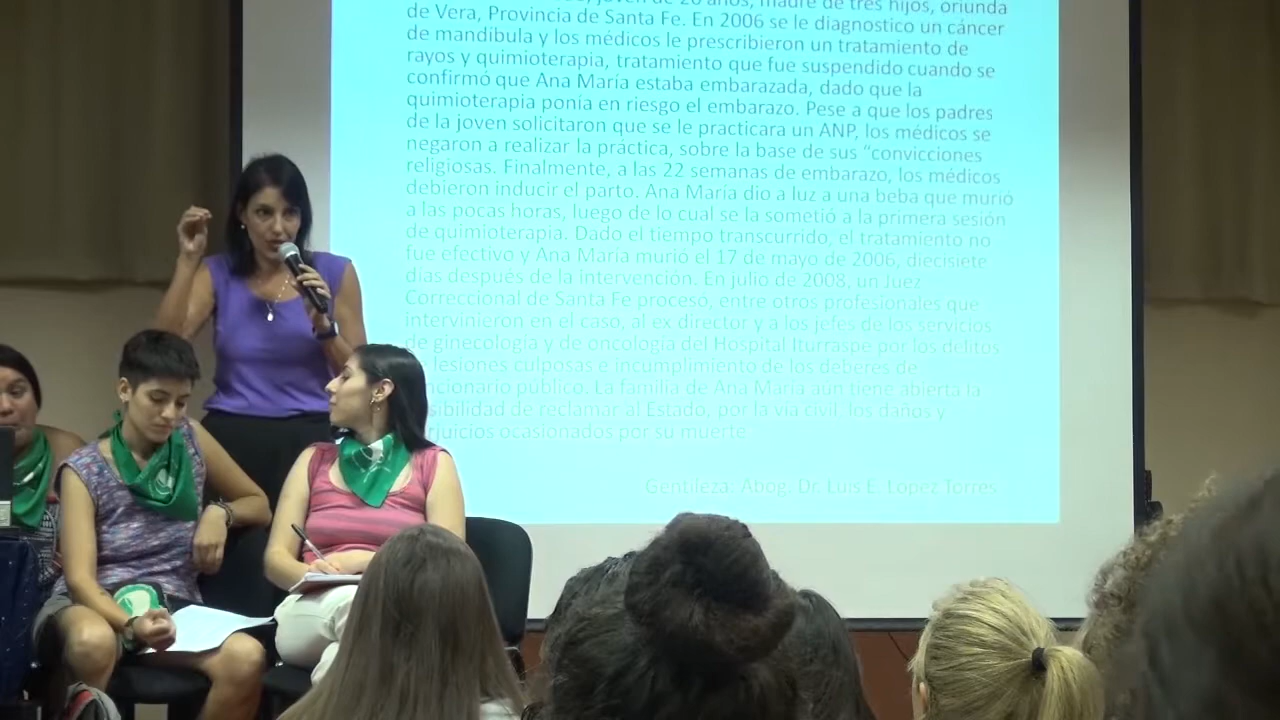 joven de 20 años, madre de tres hijos, oriunda
de Vera, Provincia de Santa Fe. En 2006 se le diagnostico un cáncer
de mandíbula y los médicos le prescribieron un tratamiento de
rayos y quimioterapia, tratamiento que fue suspendido cuando se
confirmó que Ana María estaba embarazada, dado que la
quimioterapia ponía en riesgo el embarazo. Pese a que los padres
de la joven solicitaron que se le practicara un ANP, los médicos se
negaron a realizar la práctica, sobre la base de sus “convicciones
religiosas. Finalmente, a las 22 semanas de embarazo, los médicos
debieron inducir el parto. Ana María dio a luz a una beba que murió
a las pocas horas, luego de lo cual se la sometió a la primera sesión
de quimioterapia. Dado el tiempo transcurrido, el tratamiento no
fue efectivo y Ana María murió el 17 de mayo de 2006, diecisiete
días después de la intervención. En julio de 2008, un Juez
Correccional de Santa Fe procesó, entre otros profesionales que
intervinieron en el caso, al ex director y a los jefes de los servicios
de ginecología y de oncología del Hospital Iturraspe por los delitos
lesiones culposas e incumplimiento de los deberes de
ncionario público. La familia de Ana María aún tiene abierta la
sibilidad de reclamar al Estado, por la vía civil, los daños y
rjuicios ocasionados por su muerte
Gentileza: Abog. Dr. Luis E. Lopez Torres